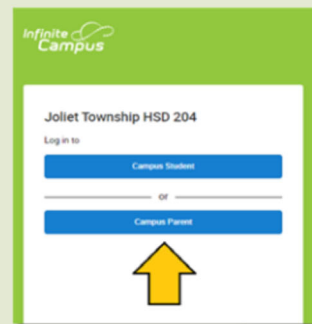 Infinite
Campus
Joliet Township HSD 204
Log in to
Campus Student
or
Campus Parent